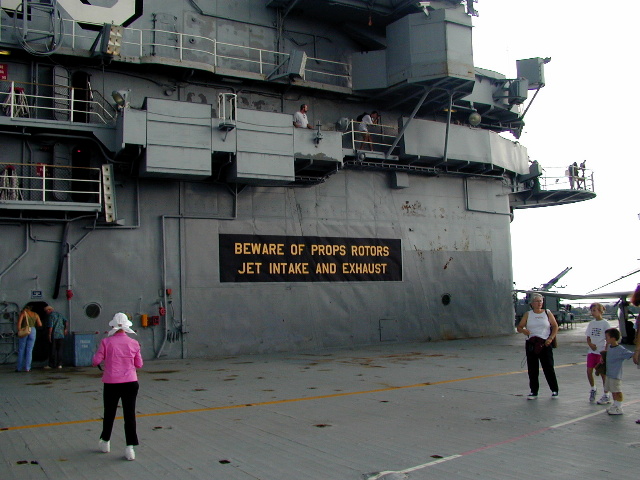 BEWARE OF PROPS ROTORS
JET INTAKE AND EXHAUST